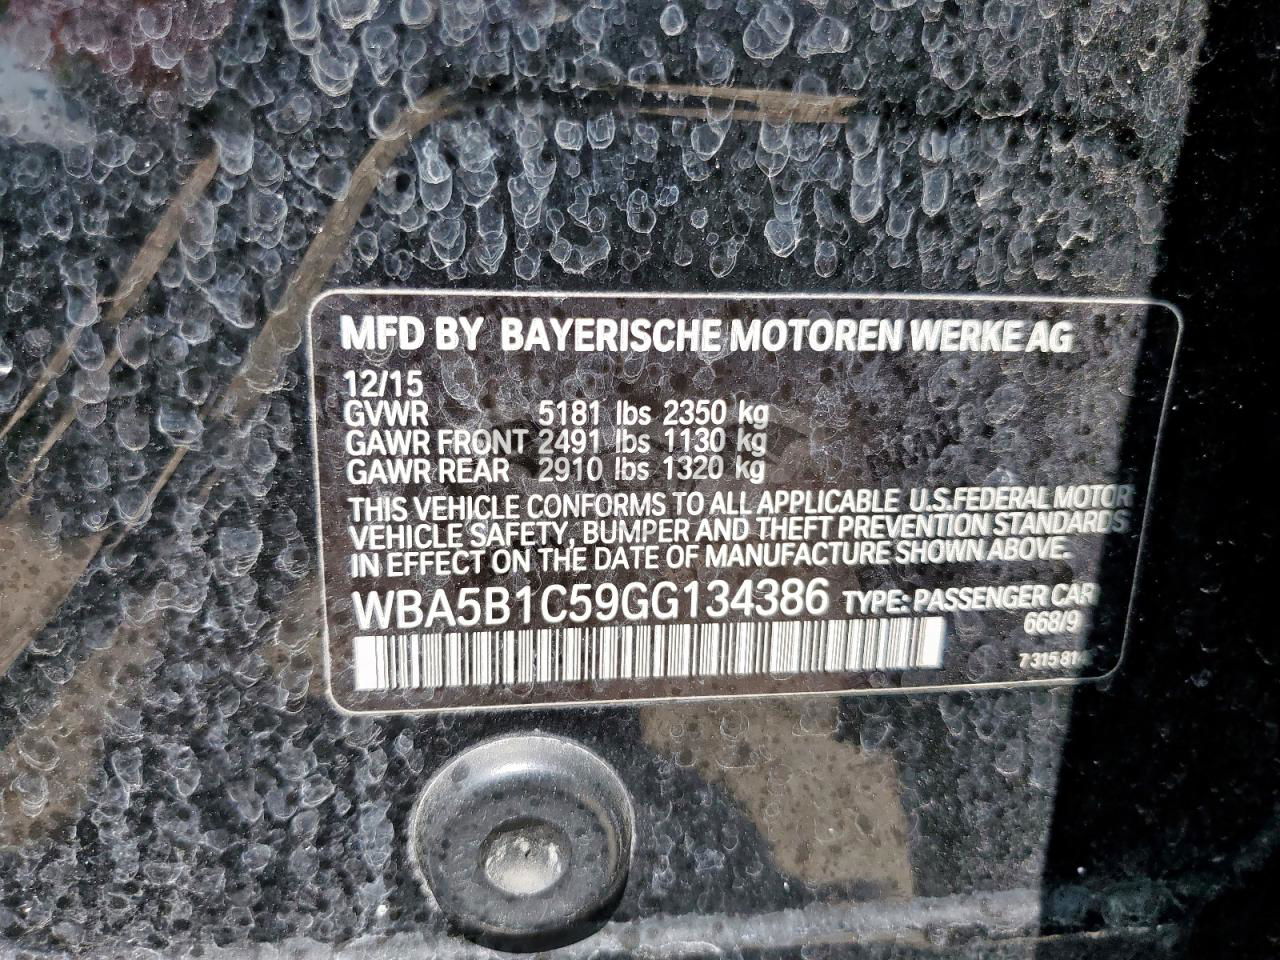 MFD BY BAYERISCHE MOTOREN WERKE AG
12/15
GVWR 5181 lbs 2350 kg
GAWR FRONT 2491 lbs 1130 kg
GAWR REAR 2910 lbs 1320 kg
THIS VEHICLE CONFORMS TO ALL APPLICABLE U.S.FEDERAL MOTOR
VEHICLE SAFETY, BUMPER AND THEFT PREVENTION STANDARDS
IN EFFECT ON THE DATE OF MANUFACTURE SHOWN ABOVE.
WBA5B1C59GG134386 TYPE: PASSENGER CAR
668/9